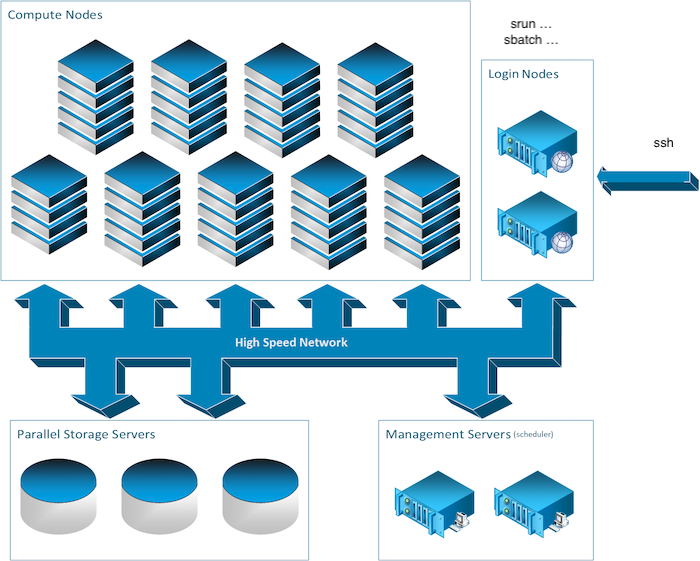 Compute Nodes
srun ...
sbatch ...
Login Nodes
ssh
High Speed Network
Parallel Storage Servers
Management Servers (scheduler)